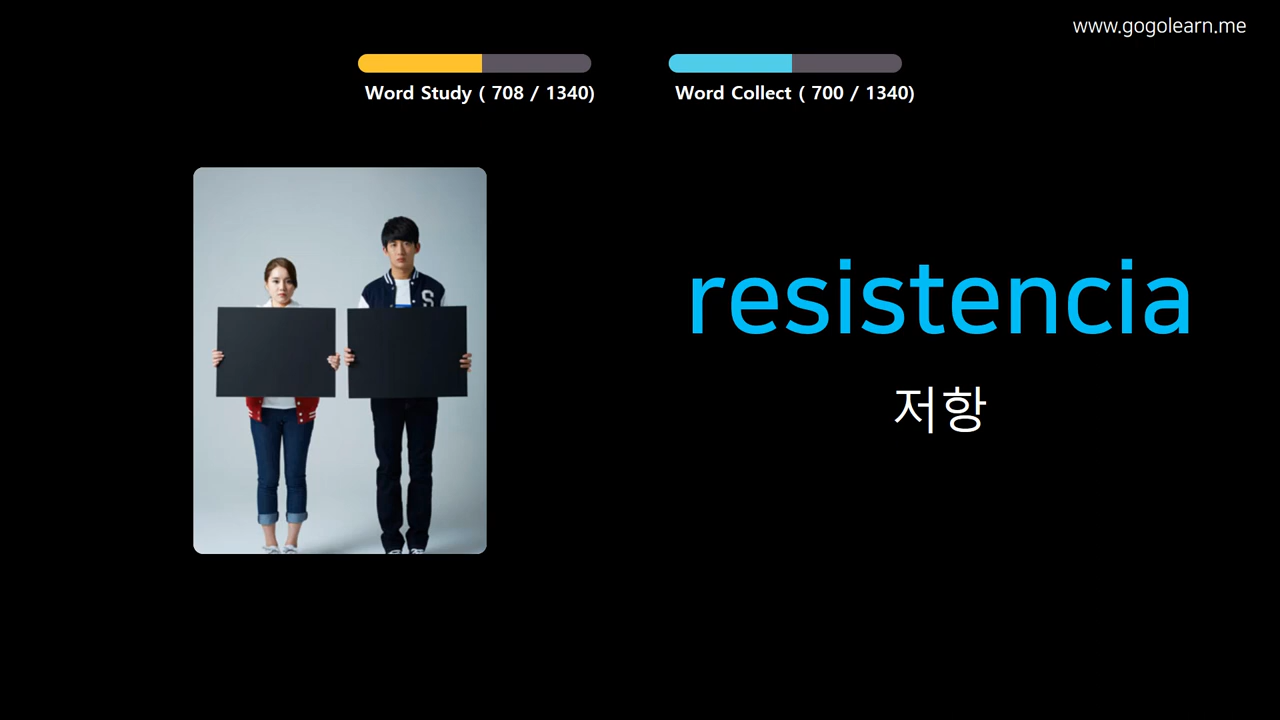 www.gogolearn.me
Word Study ( 708 / 1340)
Word Collect ( 700 / 1340)
S
resistencia
저항